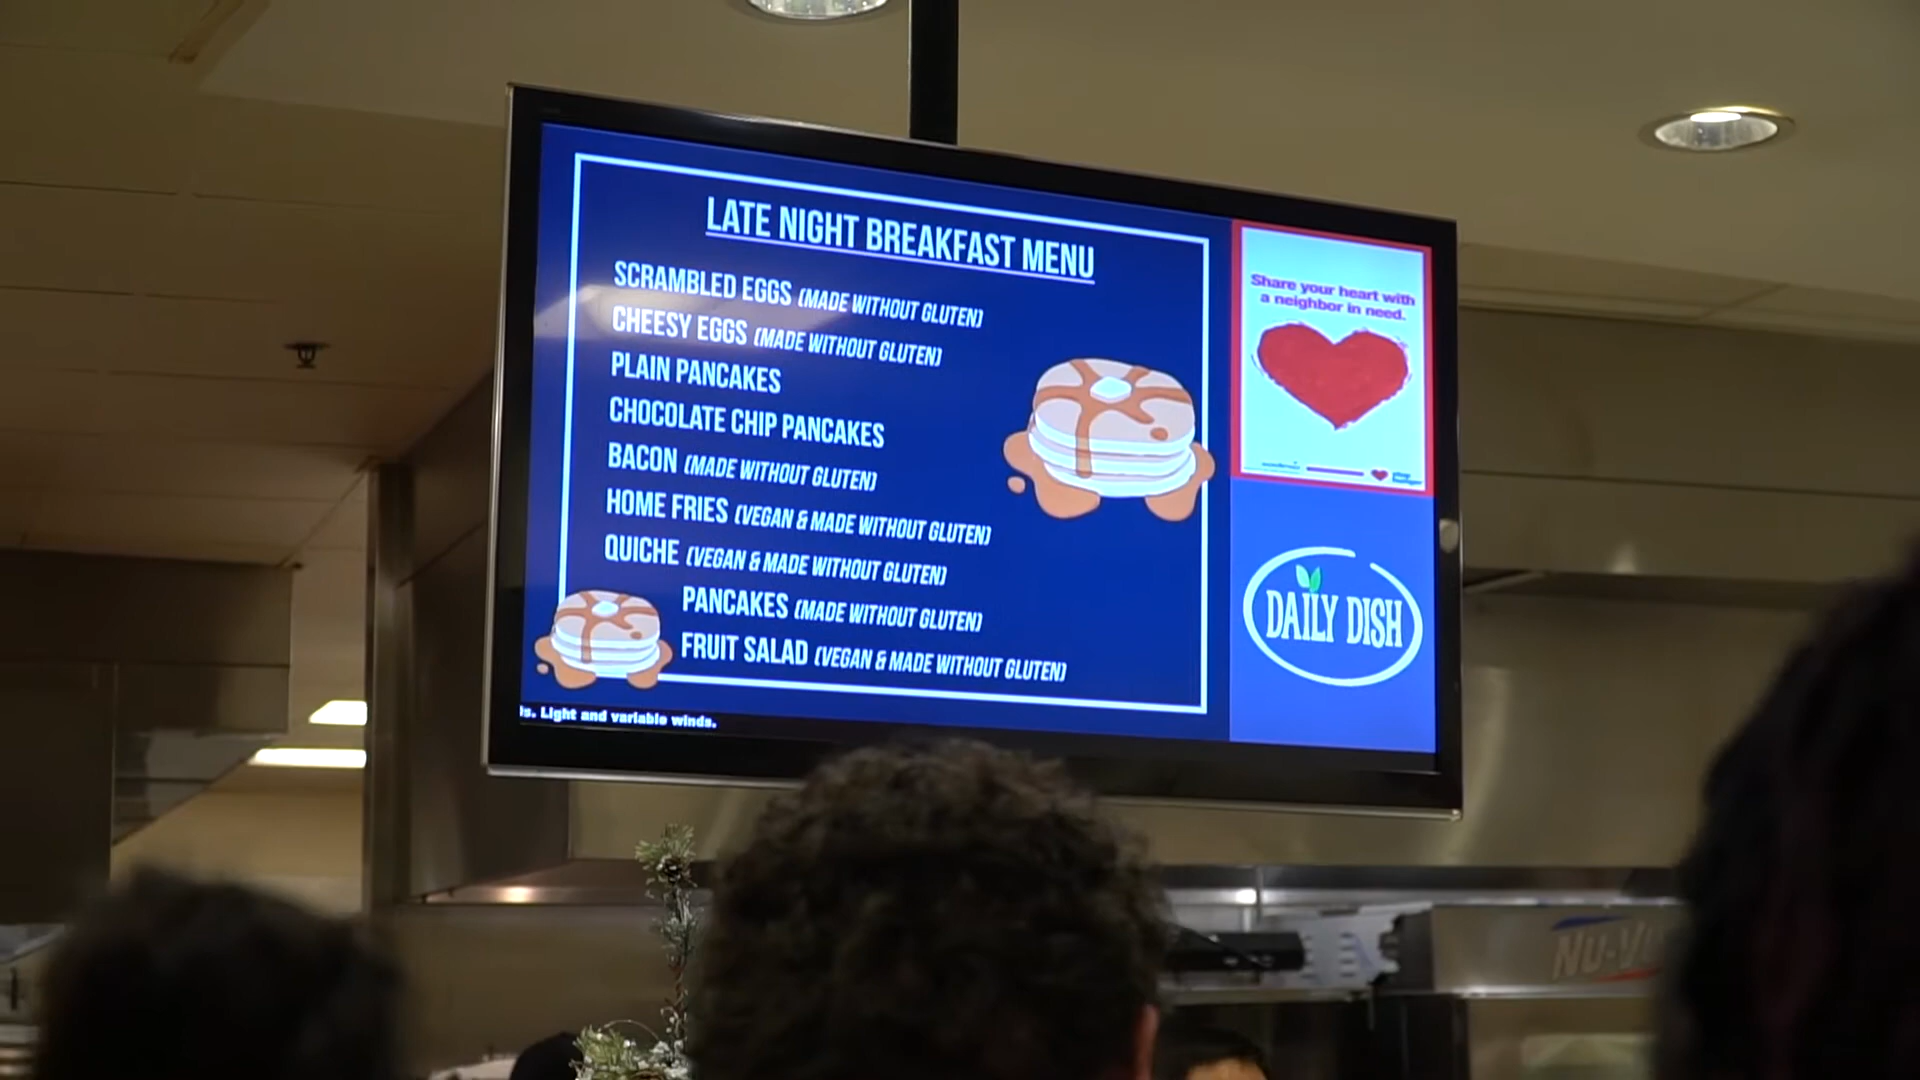 LATE NIGHT BREAKFAST MENU
SCRAMBLED EGGS (MADE WITHOUT GLUTEN)
CHEESY EGGS (MADE WITHOUT GLUTEN)
PLAIN PANCAKES
CHOCOLATE CHIP PANCAKES
BACON (MADE WITHOUT GLUTEN)
HOME FRIES (VEGAN & MADE WITHOUT GLUTEN)
QUICHE (VEGAN & MADE WITHOUT GLUTEN)
PANCAKES (MADE WITHOUT GLUTEN)
FRUIT SALAD (VEGAN & MADE WITHOUT GLUTEN)
Light and variable winds.
Share your heart with
a neighbor in need.
DAILY DISH